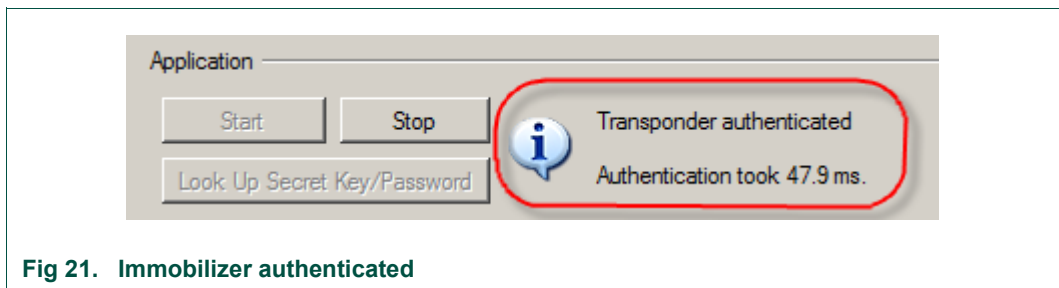 Application
Start
Stop
Transponder authenticated
Look Up Secret Key/Password
Authentication took 47.9 ms.
Fig 21. Immobilizer authenticated